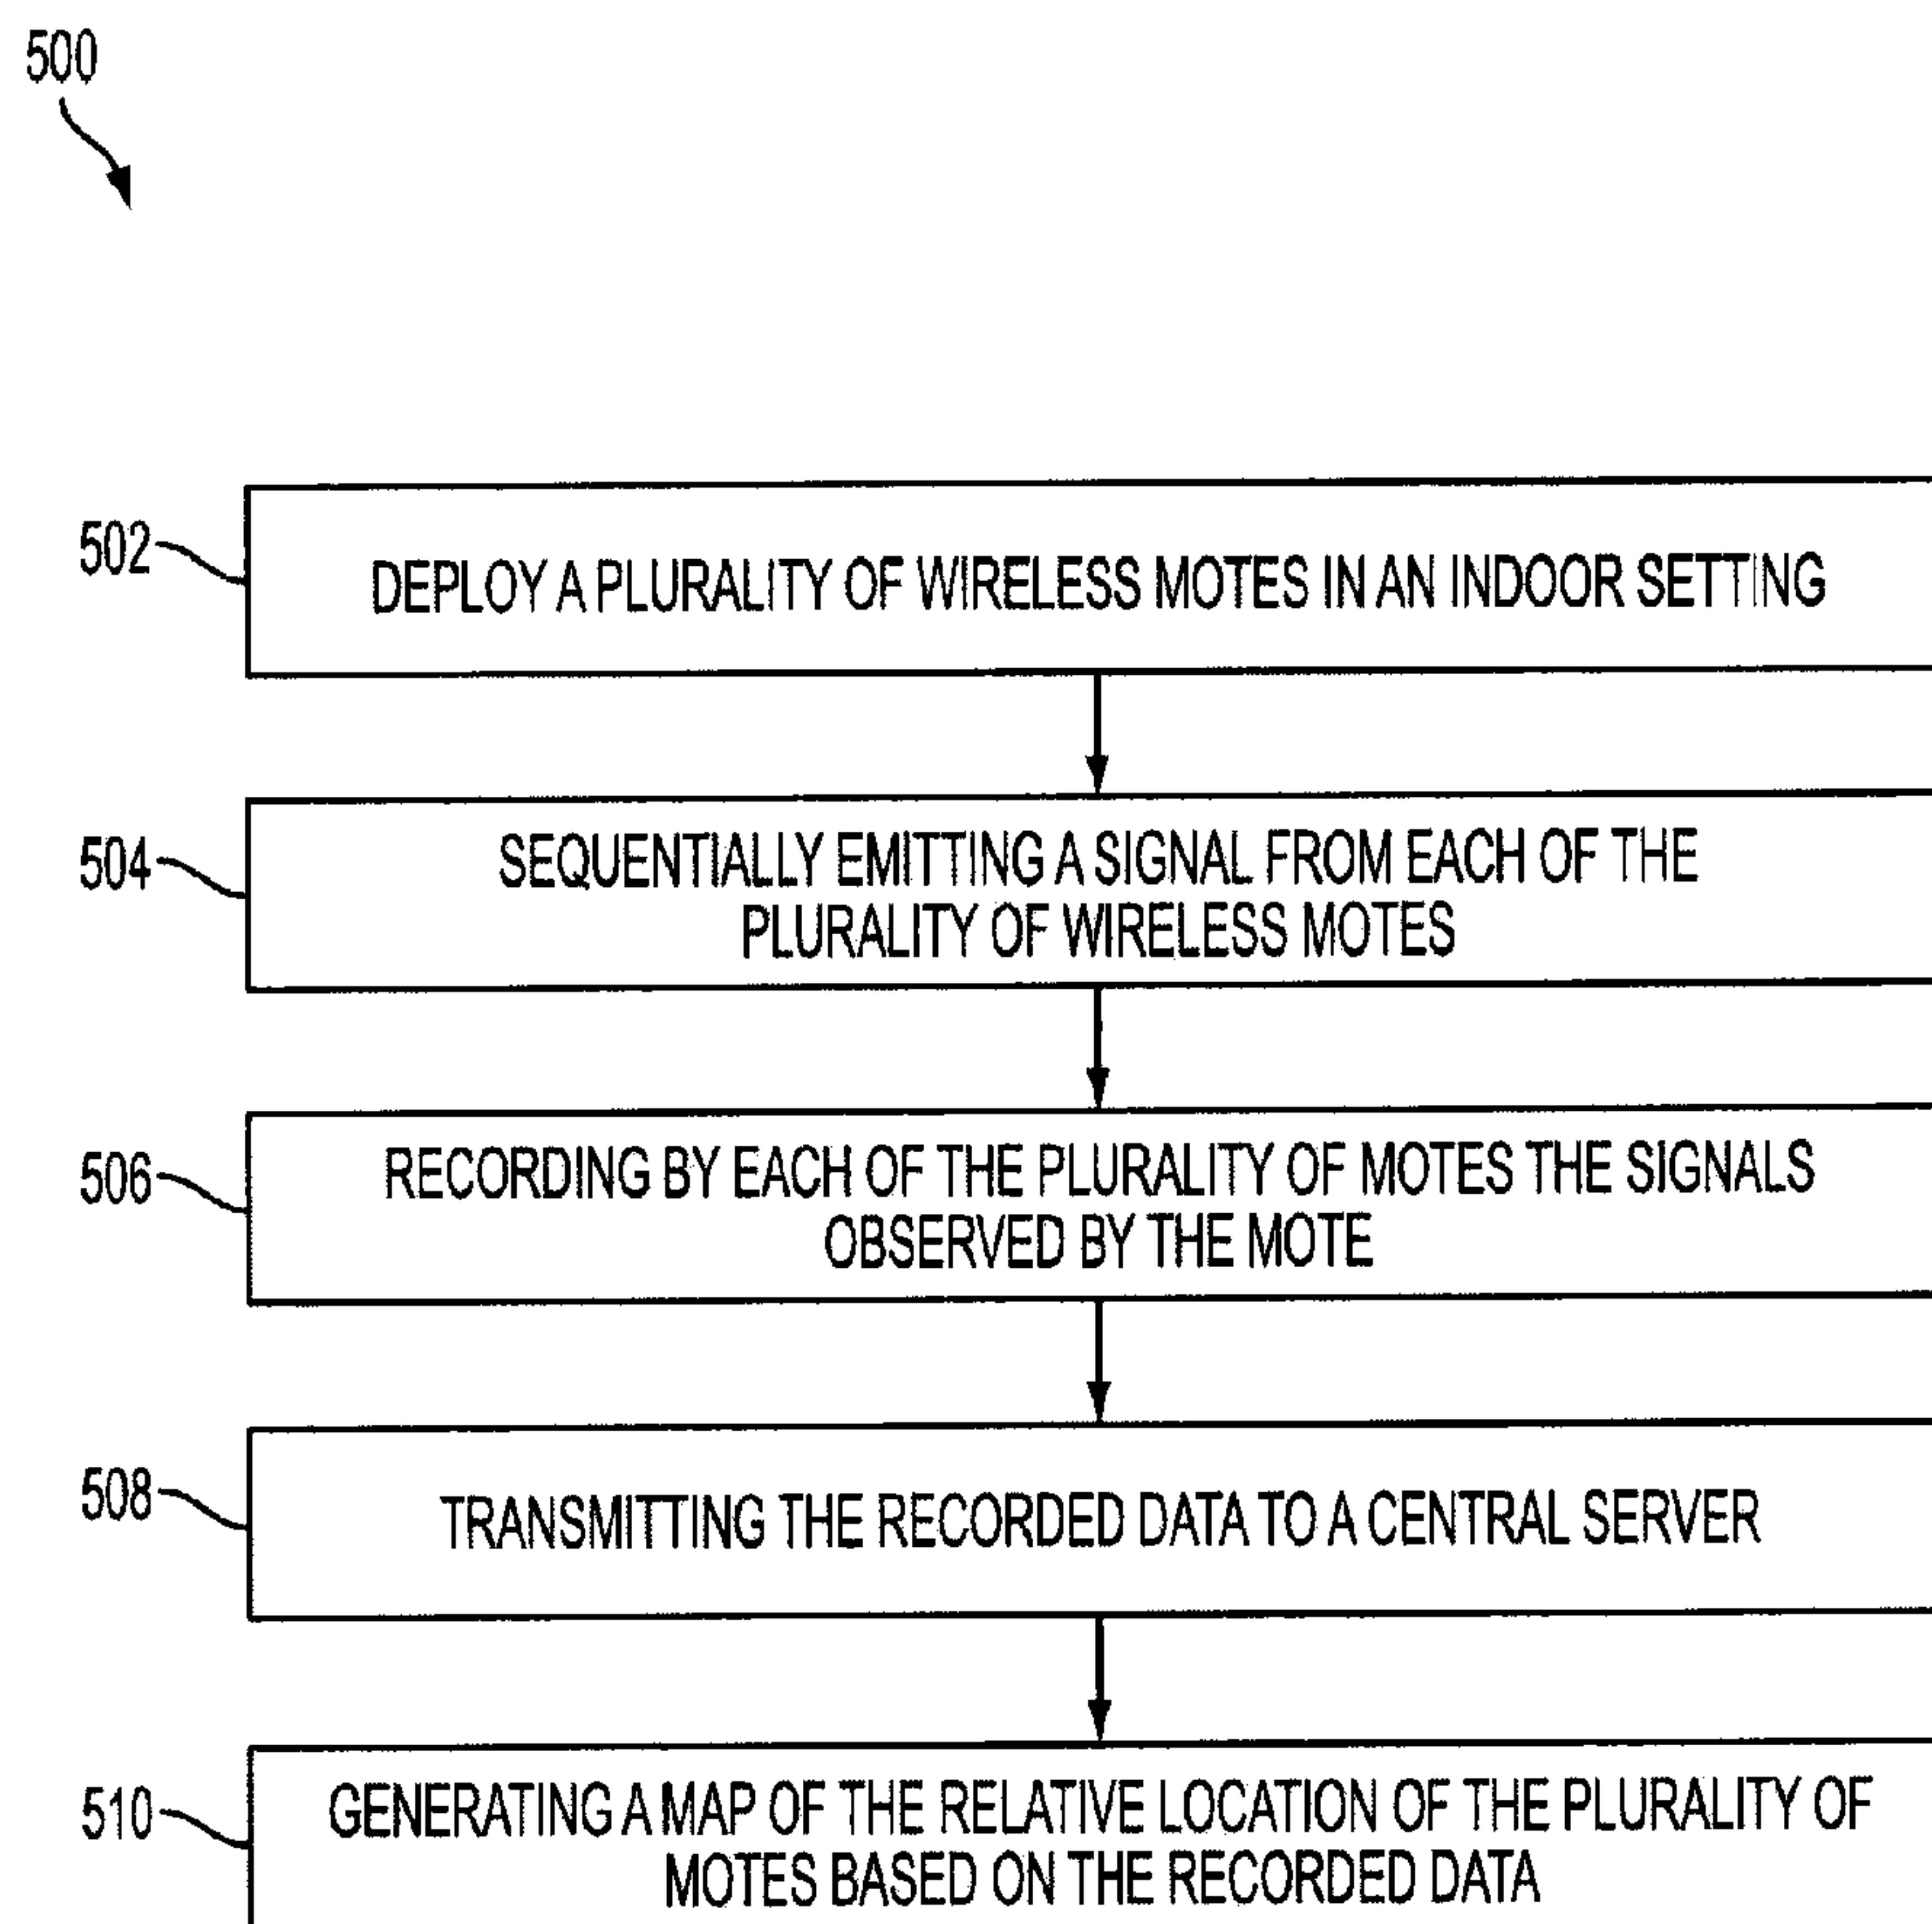 500
502
DEPLOY A PLURALITY OF WIRELESS MOTES IN AN INDOOR SETTING
504
SEQUENTIALLY EMITTING A SIGNAL FROM EACH OF THE
PLURALITY OF WIRELESS MOTES
506
RECORDING BY EACH OF THE PLURALITY OF MOTES THE SIGNALS
OBSERVED BY THE MOTE
508
TRANSMITTING THE RECORDED DATA TO A CENTRAL SERVER
510
GENERATING A MAP OF THE RELATIVE LOCATION OF THE PLURALITY OF
MOTES BASED ON THE RECORDED DATA